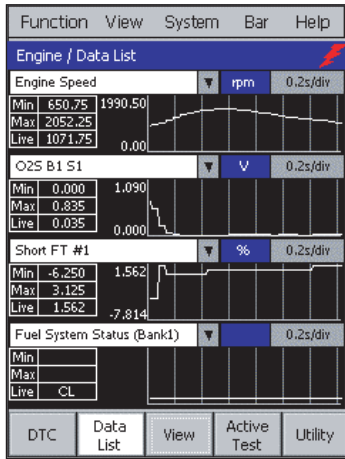 Function View System Bar Help
Engine / Data List
Engine Speed rpm 0.2s/div
Min 650.75 1990.50
Max 2052.25
Live 1071.75 0.00
O2S B1 S1 V 0.2s/div
Min 0.000 1.090
Max 0.835
Live 0.035 0.000
Short FT #1 % 0.2s/div
Min -6.250 1.562
Max 3.125
Live 1.562 -7.814
Fuel System Status (Bank1) 0.2s/div
Min
Max
Live CL
DTC Data List View Active Test Utility